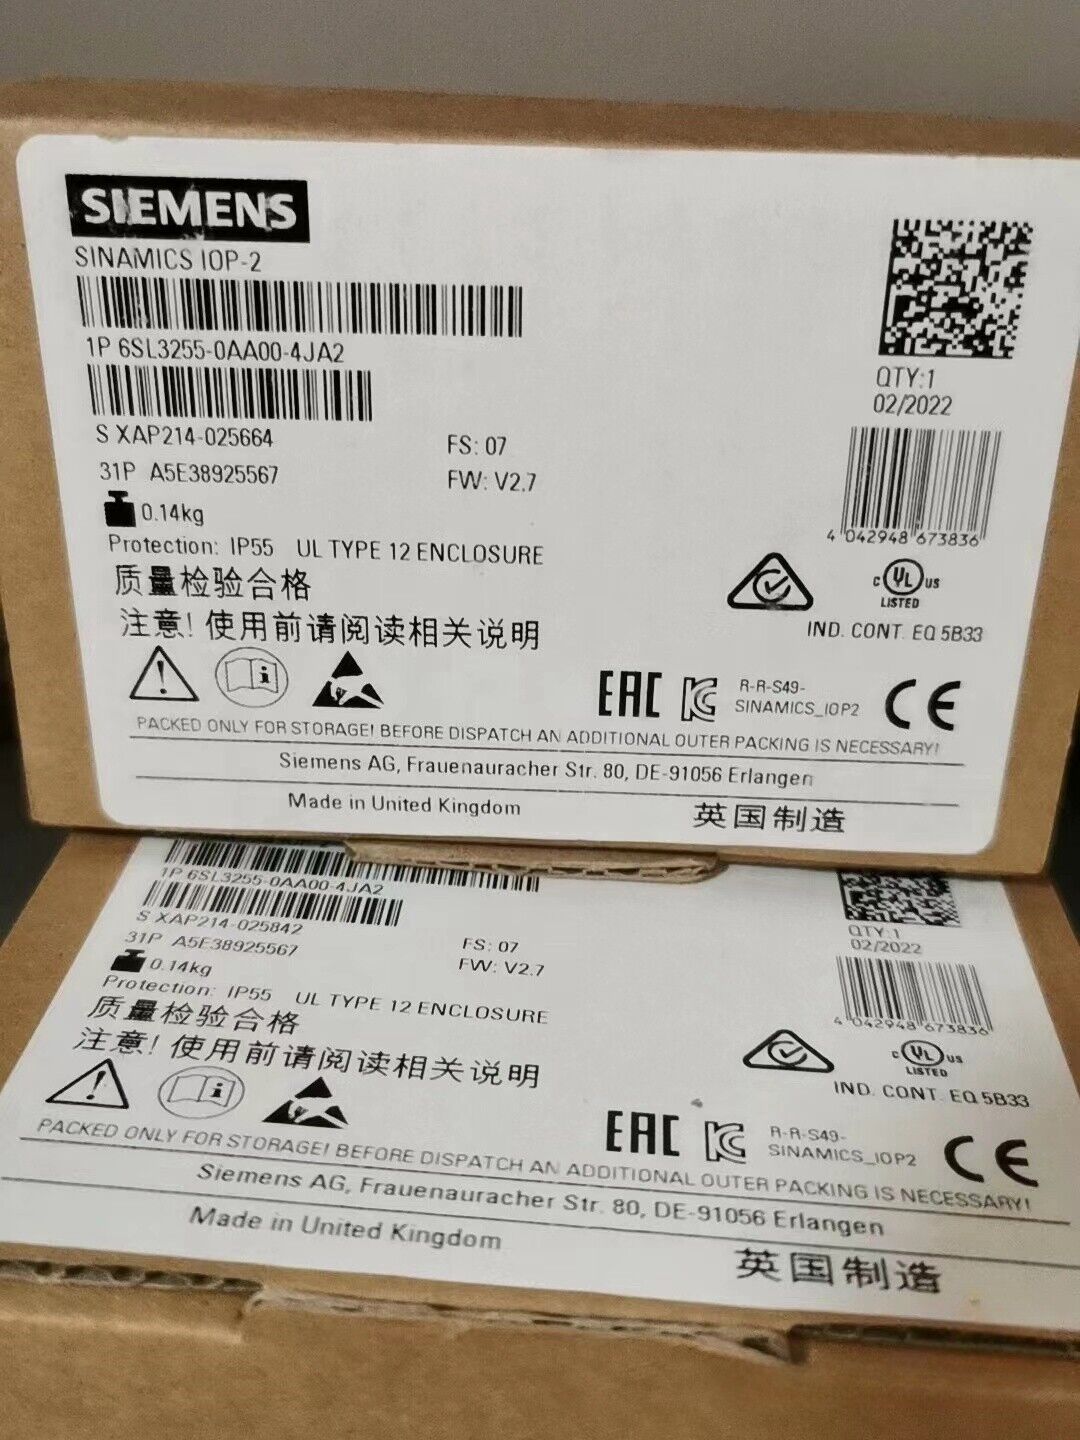 SIEMENS
SINAMICS IOP-2
1P 6SL3255-0AA00-4JA2
QTY:1
02/2022
S XAP214-025664
FS: 07
31P A5E38925567
FW: V2.7
0.14kg
4 042948 673836
Protection: IP55 UL TYPE 12 ENCLOSURE
质量检验合格
注意! 使用前请阅读相关说明
C UL US
LISTED
IND. CONT. EQ 5B33
EAC
R-R-S49-
SINAMICS_IOP2
CE
PACKED ONLY FOR STORAGE! BEFORE DISPATCH AN ADDITIONAL OUTER PACKING IS NECESSARY!
Siemens AG, Frauenauracher Str. 80, DE-91056 Erlangen
Made in United Kingdom 英国制造
1P 6SL3255-0AA00-4JA2
S XAP214-025842
QTY:1
02/2022
31P A5E38925567
FS: 07
0.14kg
FW: V2.7
Protection: IP55 UL TYPE 12 ENCLOSURE
4 042948 673836
质量检验合格
注意! 使用前请阅读相关说明
C UL US
LISTED
IND. CONT. EQ 5B33
EAC
R-R-S49-
SINAMICS_IOP2
CE
PACKED ONLY FOR STORAGE! BEFORE DISPATCH AN ADDITIONAL OUTER PACKING IS NECESSARY!
Siemens AG, Frauenauracher Str. 80, DE-91056 Erlangen
Made in United Kingdom 英国制造